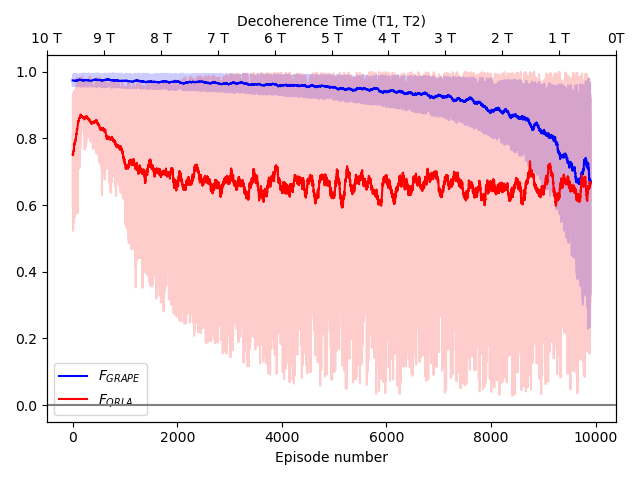 Decoherence Time (T1, T2)
10 T 9 T 8 T 7 T 6 T 5 T 4 T 3 T 2 T 1 T 0T
1.0
0.8
0.6
0.4
0.2
0.0
F_GRAPE
F_QRLA
0 2000 4000 6000 8000 10000
Episode number